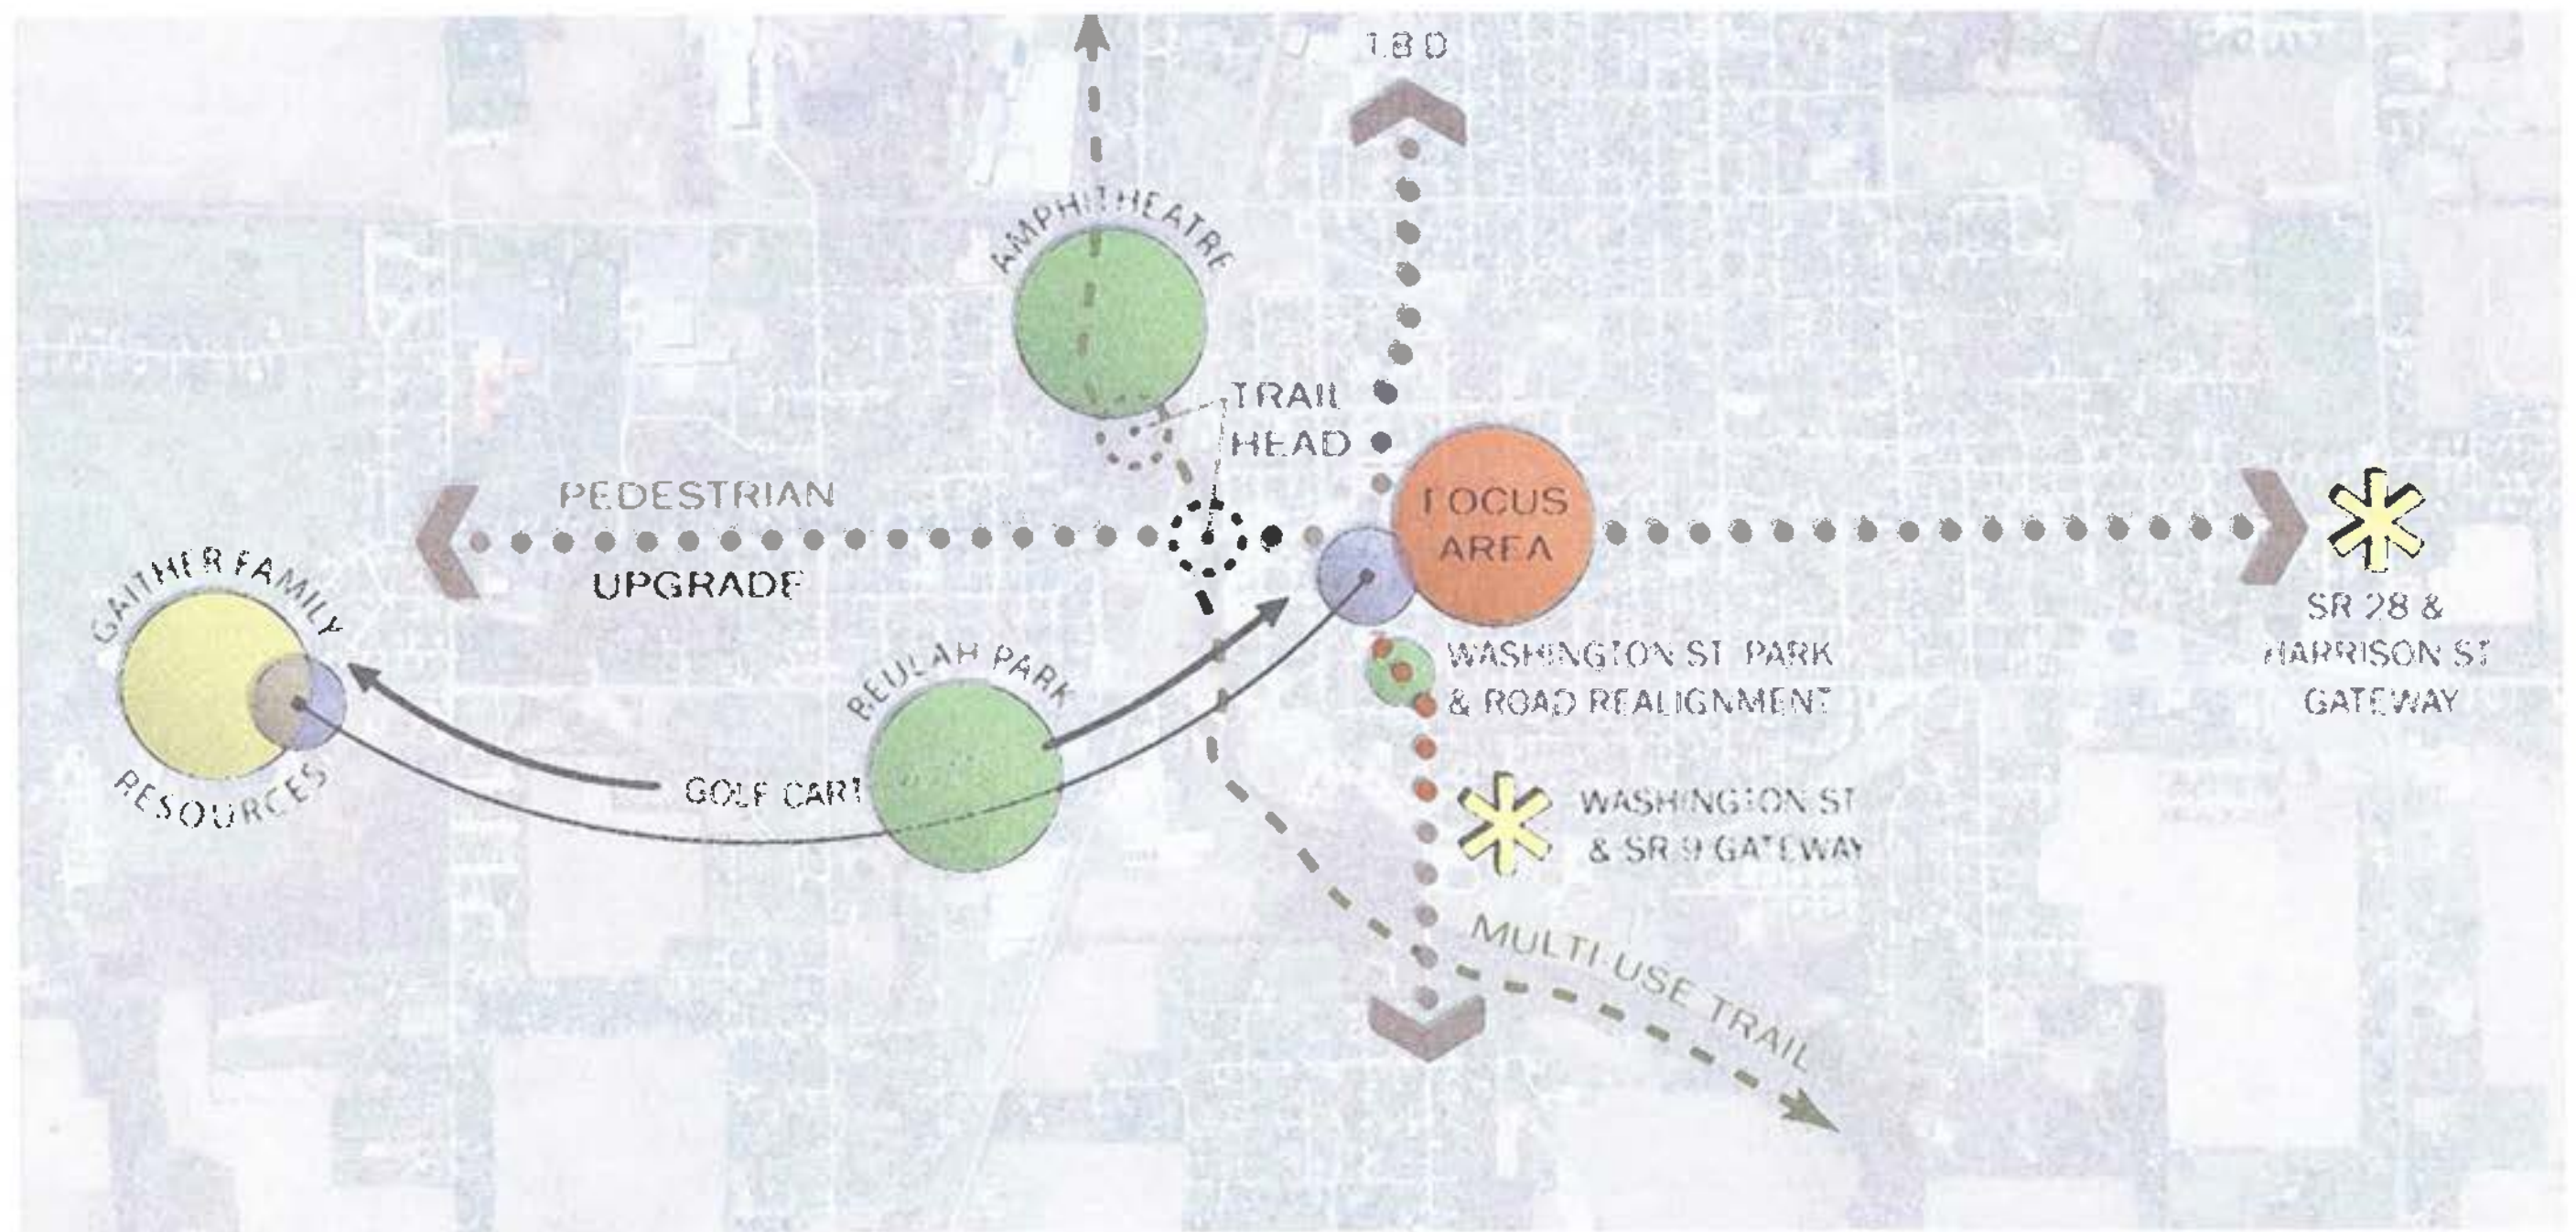 T.B.D
AMPHITHEATRE
TRAIL
HEAD
PEDESTRIAN
UPGRADE
FOCUS
AREA
GAITHER FAMILY
RESOURCES
BEULAH PARK
GOLF CART
SR 28 &
HARRISON ST
GATEWAY
WASHINGTON ST PARK
& ROAD REALIGNMENT
WASHINGTON ST
& SR 9 GATEWAY
MULTI-USE TRAIL